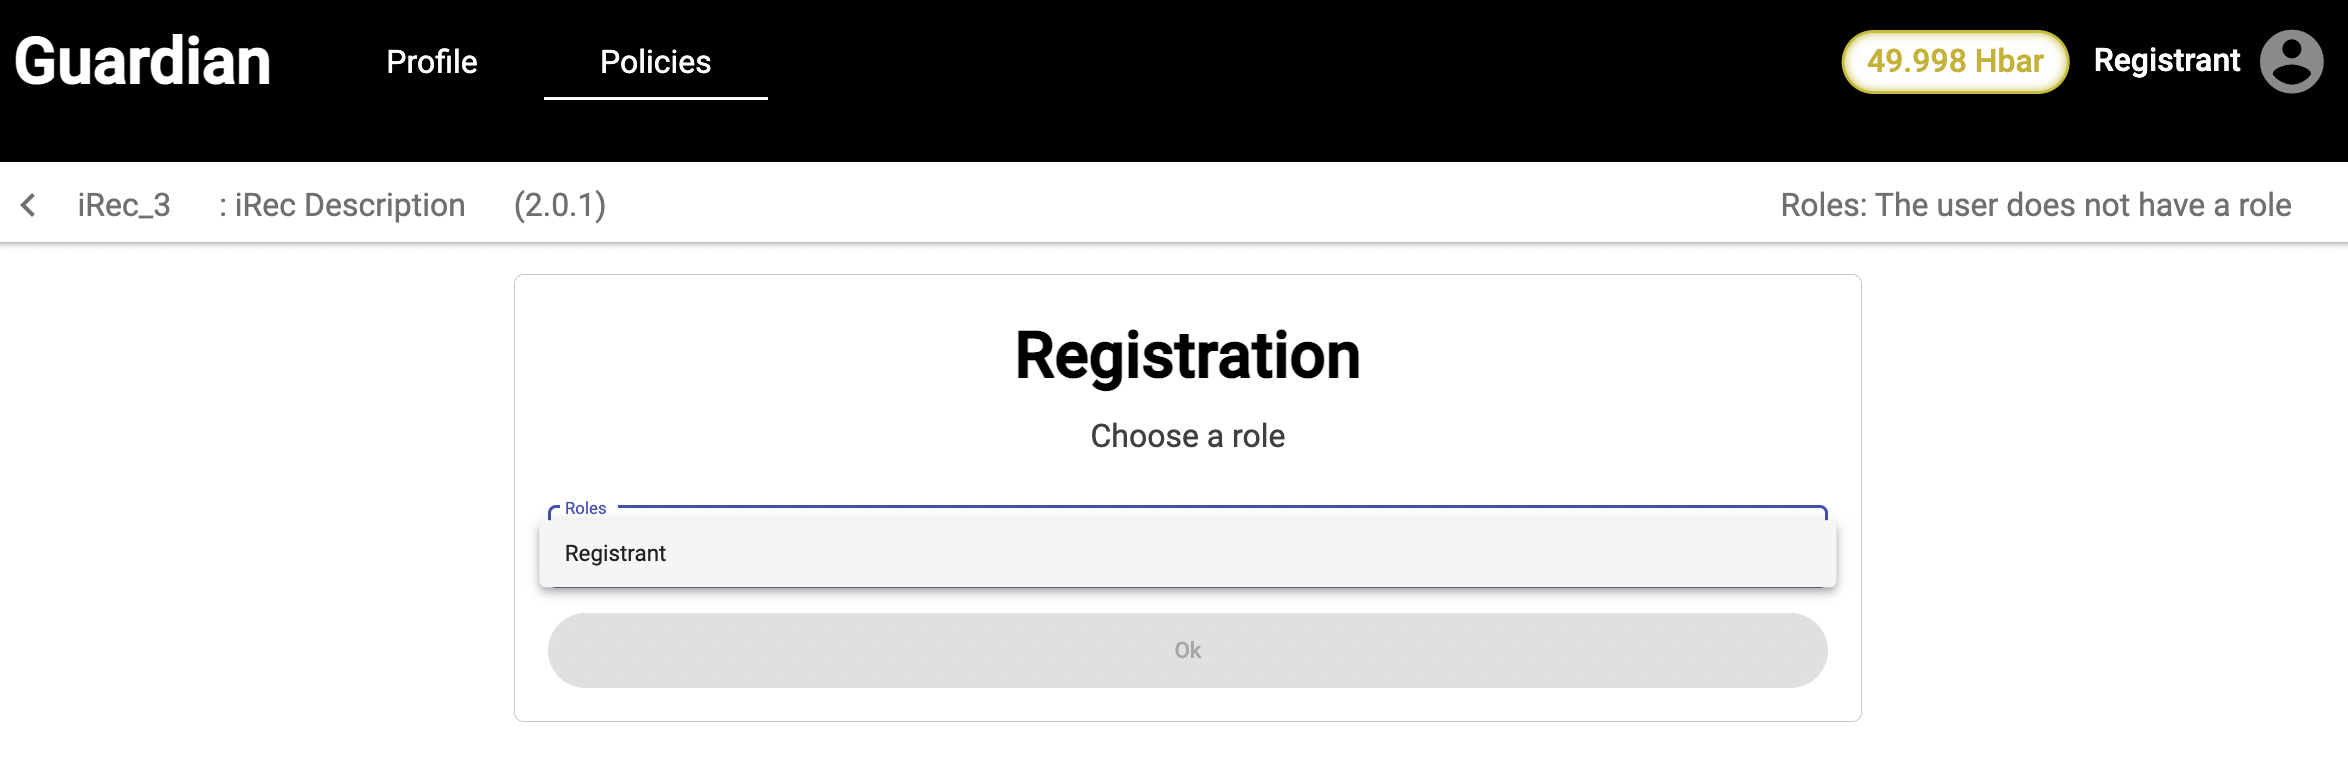 Guardian Profile Policies 49.998 Hbar Registrant
iRec_3 : iRec Description (2.0.1) Roles: The user does not have a role
Registration
Choose a role
Roles
Registrant
Ok